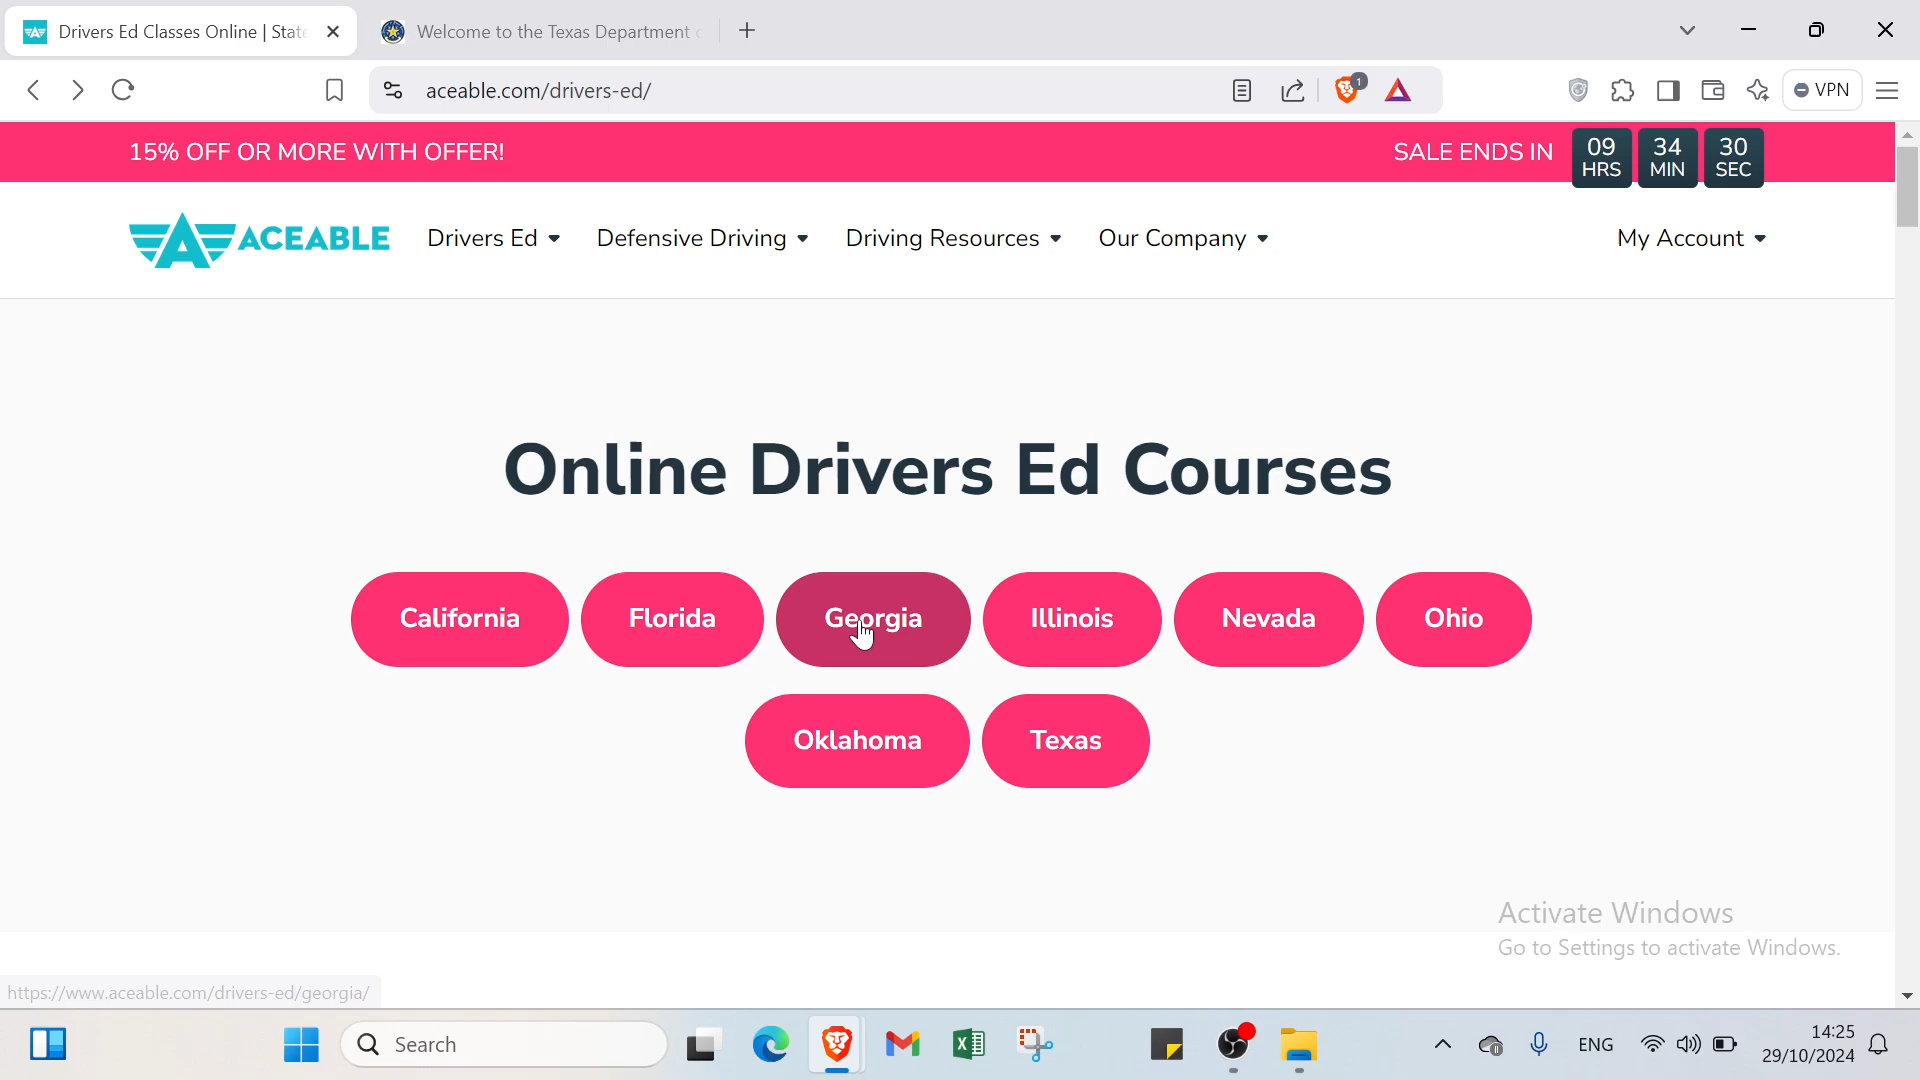 Drivers Ed Classes Online | State
Welcome to the Texas Department
aceable.com/drivers-ed/
1
VPN
15% OFF OR MORE WITH OFFER!
SALE ENDS IN
09 HRS
34 MIN
30 SEC
ACEABLE
Drivers Ed
Defensive Driving
Driving Resources
Our Company
My Account
Online Drivers Ed Courses
California
Florida
Georgia
Illinois
Nevada
Ohio
Oklahoma
Texas
Activate Windows
Go to Settings to activate Windows.
https://www.aceable.com/drivers-ed/georgia/
Search
ENG
14:25
29/10/2024